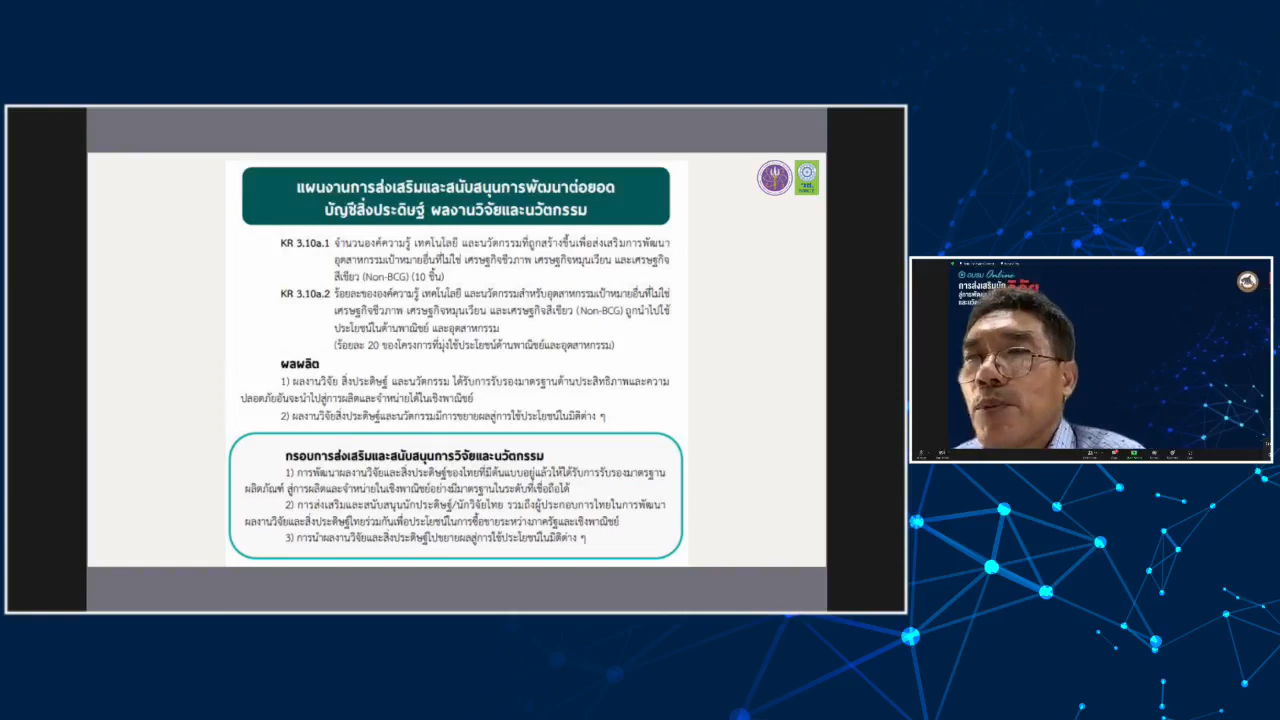 แผนงานการส่งเสริมและสนับสนุนการพัฒนาต่อยอด
บัญชีสิ่งประดิษฐ์ ผลงานวิจัยและนวัตกรรม
KR 3.10a.1 จำนวนองค์ความรู้ เทคโนโลยี และนวัตกรรมที่ถูกสร้างขึ้นเพื่อส่งเสริมการพัฒนา
อุตสาหกรรมเป้าหมายอื่นที่ไม่ใช่ เศรษฐกิจชีวภาพ เศรษฐกิจหมุนเวียน และเศรษฐกิจ
สีเขียว (Non-BCG) (10 ชิ้น)
KR 3.10a.2 ร้อยละขององค์ความรู้ เทคโนโลยี และนวัตกรรมสำหรับอุตสาหกรรมเป้าหมายอื่นที่ไม่ใช่
เศรษฐกิจชีวภาพ เศรษฐกิจหมุนเวียน และเศรษฐกิจสีเขียว (Non-BCG) ถูกนำไปใช้
ประโยชน์ในด้านพาณิชย์ และอุตสาหกรรม
(ร้อยละ 20 ของโครงการที่มุ่งใช้ประโยชน์ด้านพาณิชย์และอุตสาหกรรม)
ผลผลิต
1) ผลงานวิจัย สิ่งประดิษฐ์ และนวัตกรรม ได้รับการรับรองมาตรฐานด้านประสิทธิภาพและความ
ปลอดภัยอันจะนำไปสู่การผลิตและจำหน่ายได้ในเชิงพาณิชย์
2) ผลงานวิจัยสิ่งประดิษฐ์และนวัตกรรมมีการขยายผลสู่การใช้ประโยชน์ในมิติต่าง ๆ
กรอบการส่งเสริมและสนับสนุนการวิจัยและนวัตกรรม
1) การพัฒนาผลงานวิจัยและสิ่งประดิษฐ์ของไทยที่มีต้นแบบอยู่แล้วให้ได้รับการรับรองมาตรฐาน
ผลิตภัณฑ์ สู่การผลิตและจำหน่ายในเชิงพาณิชย์อย่างมีมาตรฐานในระดับที่เชื่อถือได้
2) การส่งเสริมและสนับสนุนนักประดิษฐ์/นักวิจัยไทย รวมถึงผู้ประกอบการไทยในการพัฒนา
ผลงานวิจัยและสิ่งประดิษฐ์ไทยร่วมกันเพื่อประโยชน์ในการซื้อขายระหว่างภาครัฐและเชิงพาณิชย์
3) การนำผลงานวิจัยและสิ่งประดิษฐ์ไปขยายผลสู่การใช้ประโยชน์ในมิติต่าง ๆ
วช.
NRCT
อบรม Online
การส่งเสริมนัก